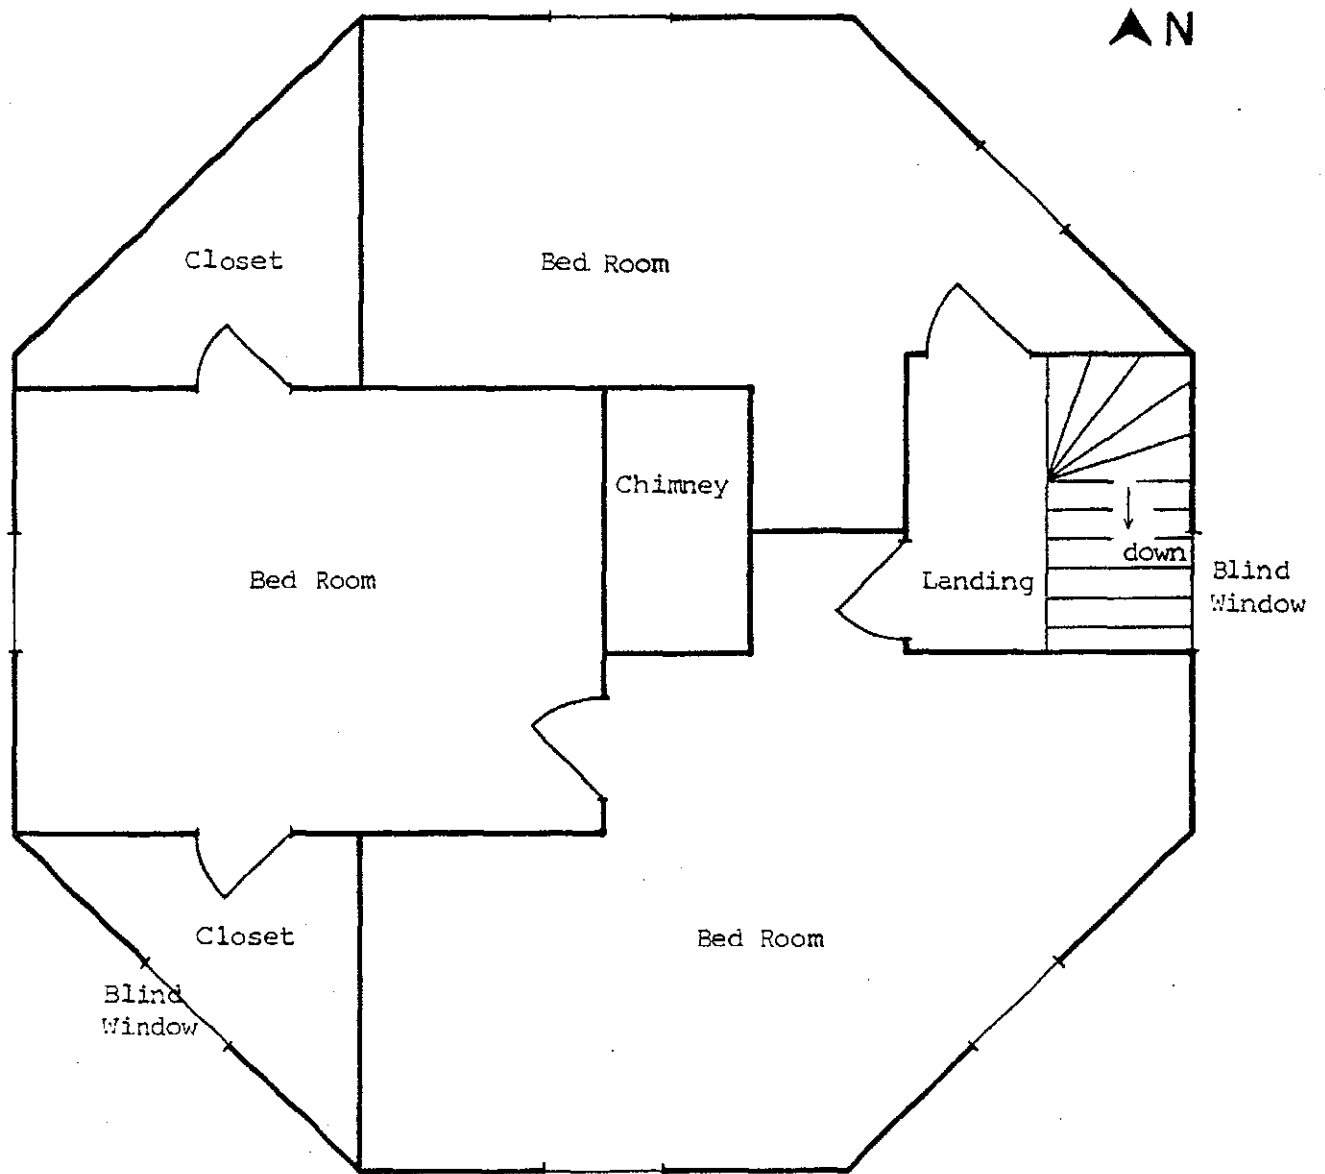 N
Closet
Bed Room
Chimney
Bed Room
Landing
down
Blind
Window
Closet
Bed Room
Blind
Window